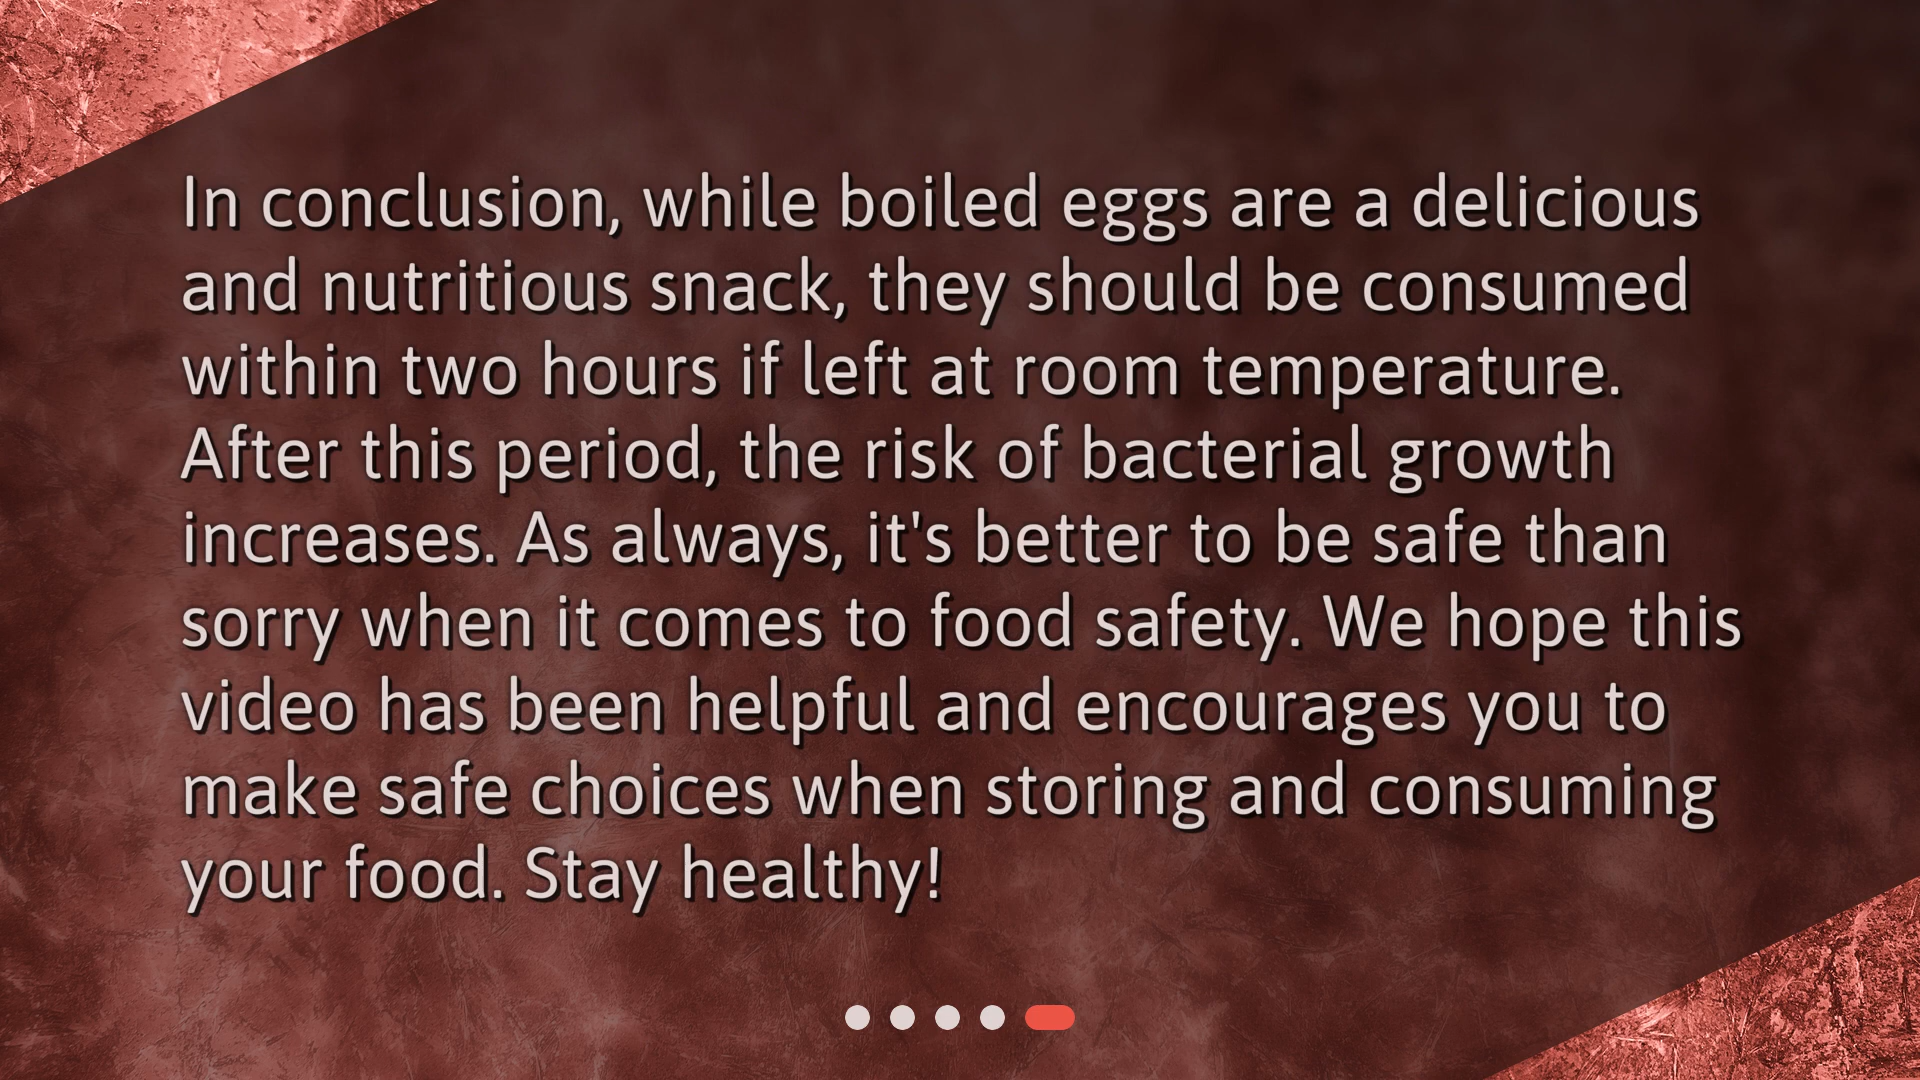 In conclusion, while boiled eggs are a delicious
and nutritious snack, they should be consumed
within two hours if left at room temperature.
After this period, the risk of bacterial growth
increases. As always, it's better to be safe than
sorry when it comes to food safety. We hope this
video has been helpful and encourages you to
make safe choices when storing and consuming
your food. Stay healthy!